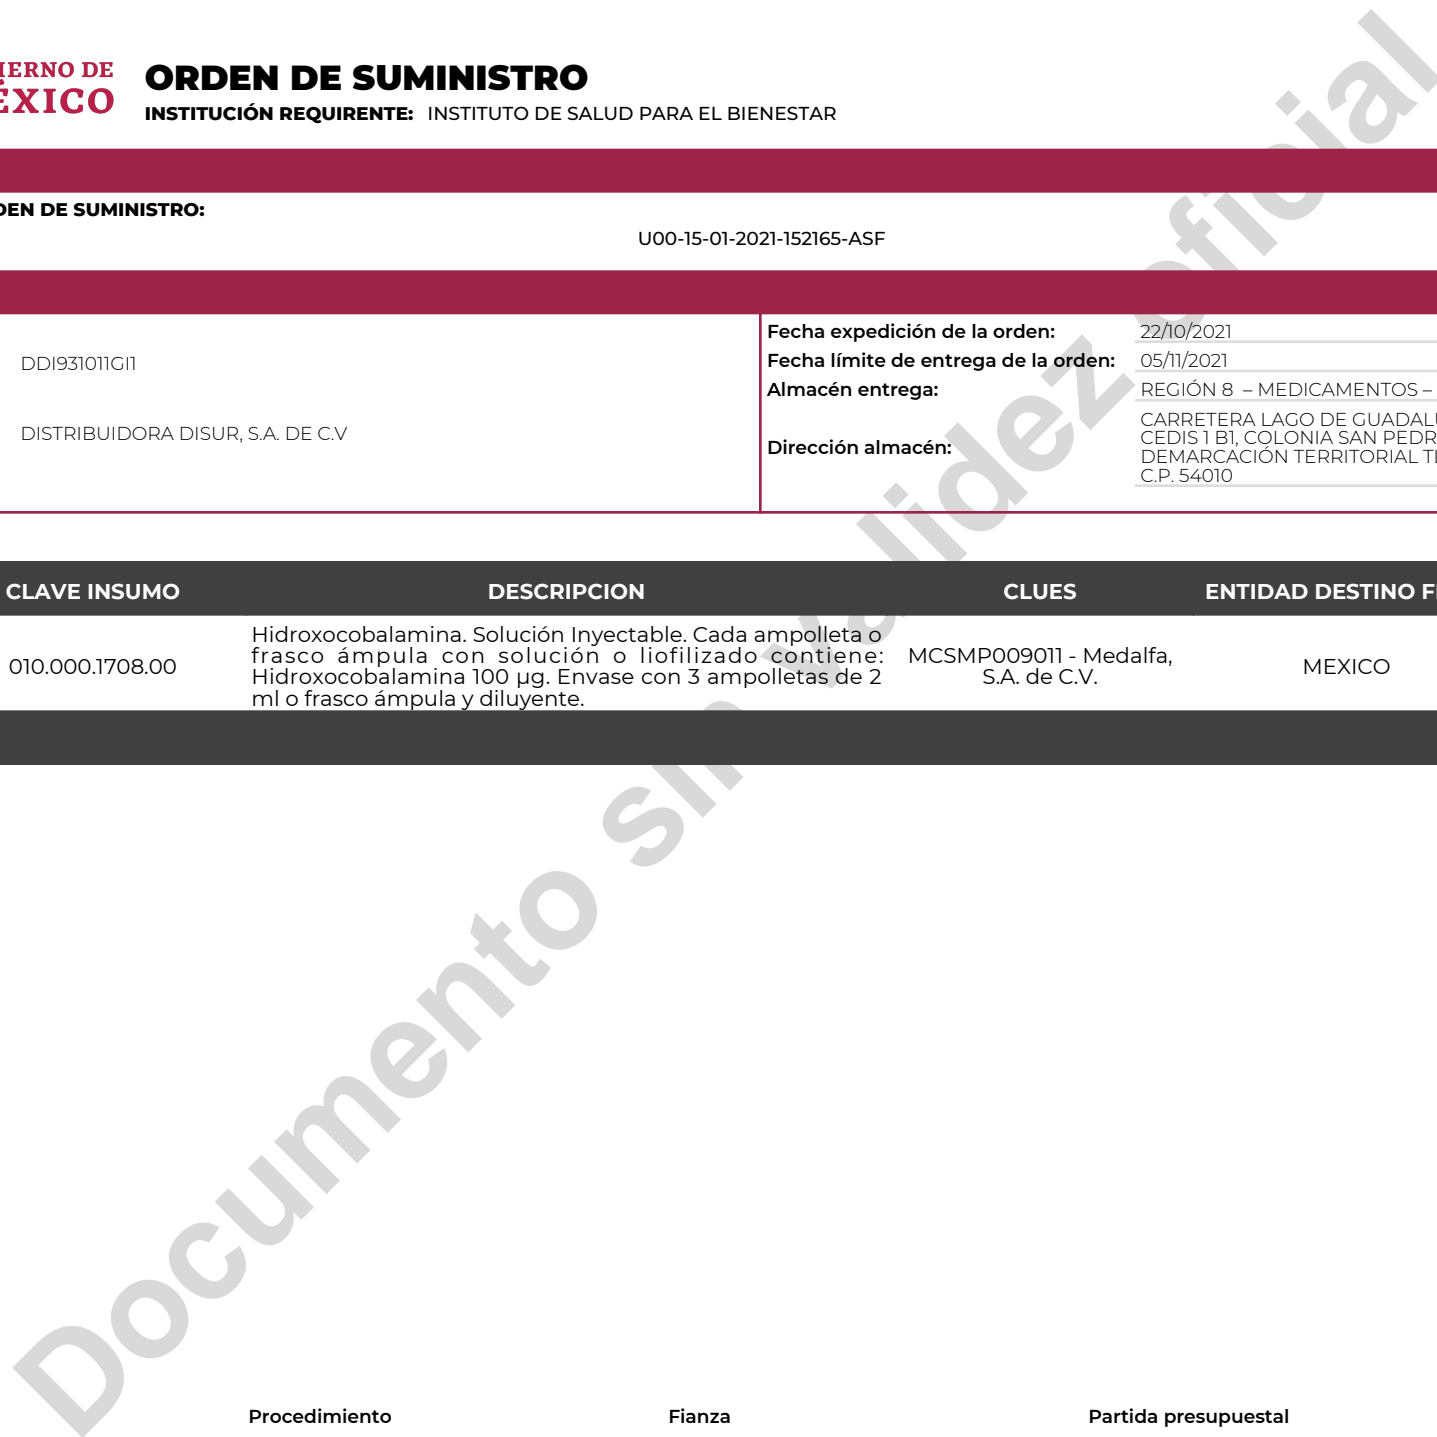 IERNO DE
ÉXICO
ORDEN DE SUMINISTRO
INSTITUCIÓN REQUIRENTE: INSTITUTO DE SALUD PARA EL BIENESTAR
DEN DE SUMINISTRO:
U00-15-01-2021-152165-ASF
DDI931011GI1
DISTRIBUIDORA DISUR, S.A. DE C.V
Fecha expedición de la orden: 22/10/2021
Fecha límite de entrega de la orden: 05/11/2021
Almacén entrega: REGIÓN 8 – MEDICAMENTOS –
Dirección almacén:
CARRETERA LAGO DE GUADALU
CEDIS 1 B1, COLONIA SAN PEDR
DEMARCACIÓN TERRITORIAL TL
C.P. 54010
CLAVE INSUMO DESCRIPCION CLUES ENTIDAD DESTINO FI
010.000.1708.00
Hidroxocobalamina. Solución Inyectable. Cada ampolleta o
frasco ámpula con solución o liofilizado contiene:
Hidroxocobalamina 100 µg. Envase con 3 ampolletas de 2
ml o frasco ámpula y diluyente.
MCSMP009011 - Medalfa,
S.A. de C.V.
MEXICO
Documento sin validez oficial
Procedimiento Fianza Partida presupuestal